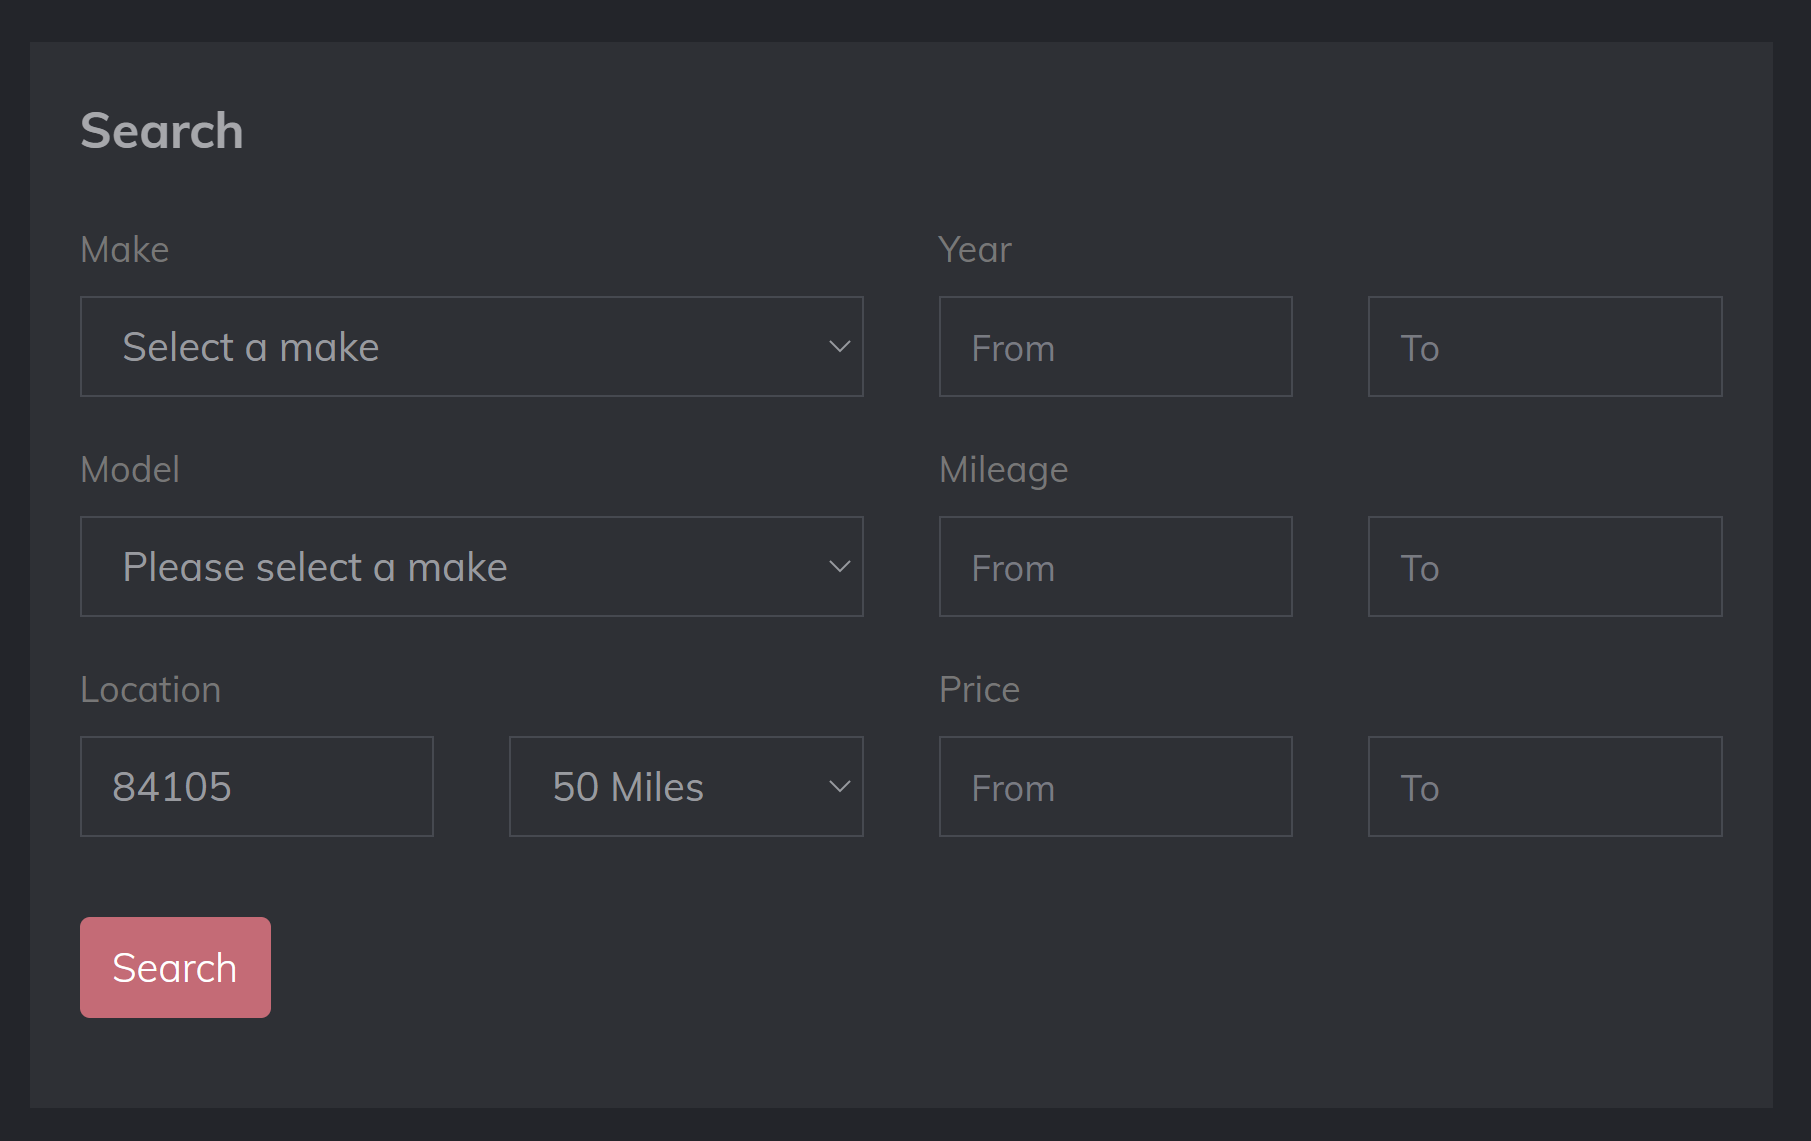 Search
Make
Year
Select a make
From
To
Model
Mileage
Please select a make
From
To
Location
Price
84105
50 Miles
From
To
Search